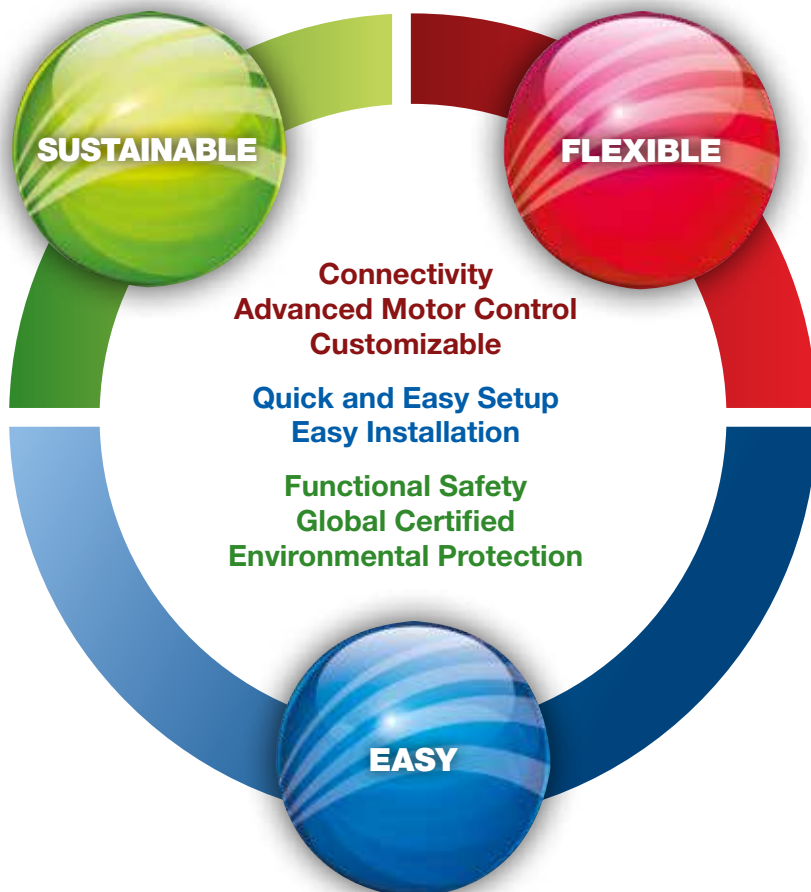 SUSTAINABLE
FLEXIBLE
Connectivity
Advanced Motor Control
Customizable
Quick and Easy Setup
Easy Installation
Functional Safety
Global Certified
Environmental Protection
EASY